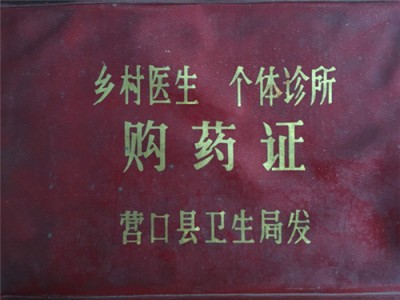 乡村医生 个体诊所
购药证
营口县卫生局发